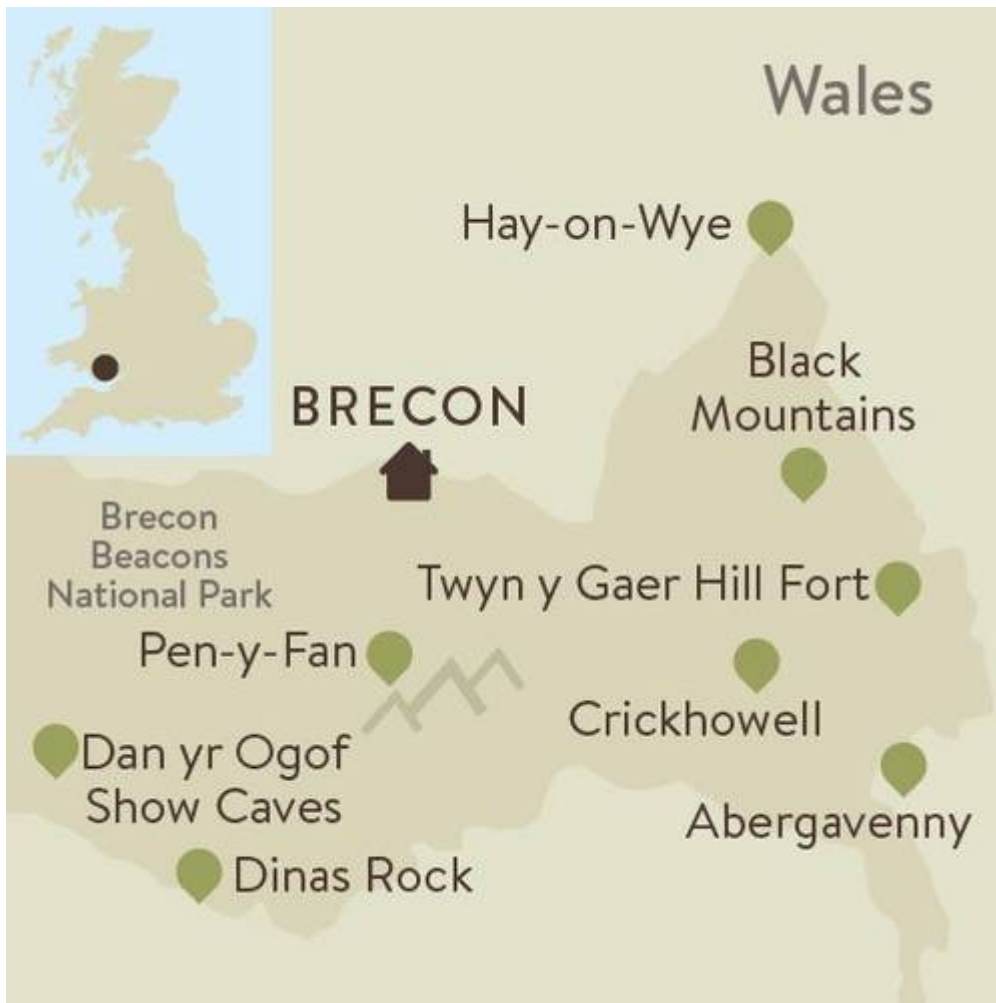 Wales
Hay-on-Wye
Black
Mountains
BRECON
Brecon
Beacons
National Park
Twyn y Gaer Hill Fort
Pen-y-Fan
Crickhowell
Dan yr Ogof
Show Caves
Abergavenny
Dinas Rock